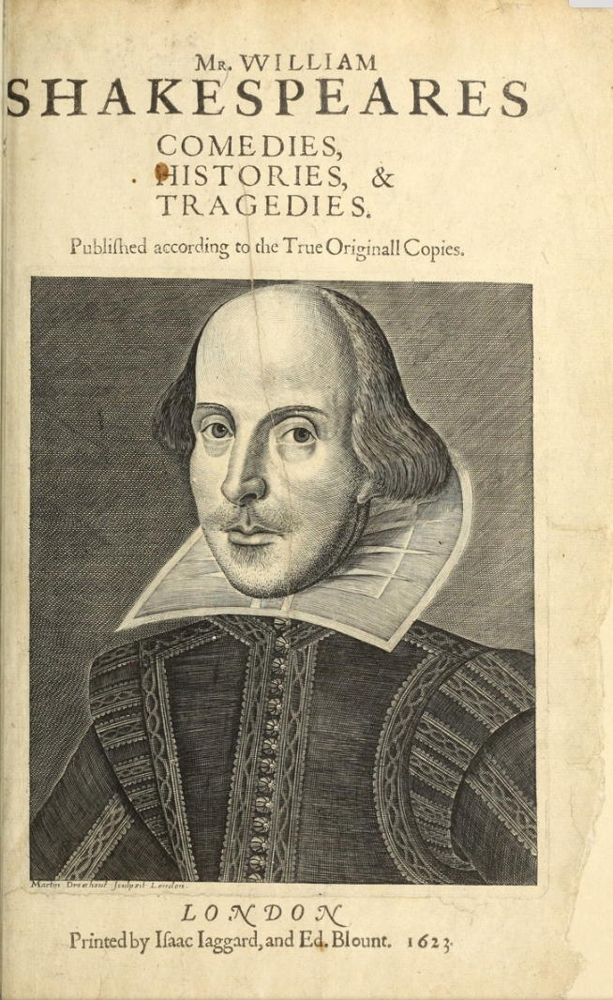 Mr. WILLIAM
SHAKESPEARES
COMEDIES,
HISTORIES, &
TRAGEDIES.
Publiſhed according to the True Originall Copies.
Martin Droeshout ſculpsit London.
LONDON
Printed by Iſaac Iaggard, and Ed. Blount. 1623.